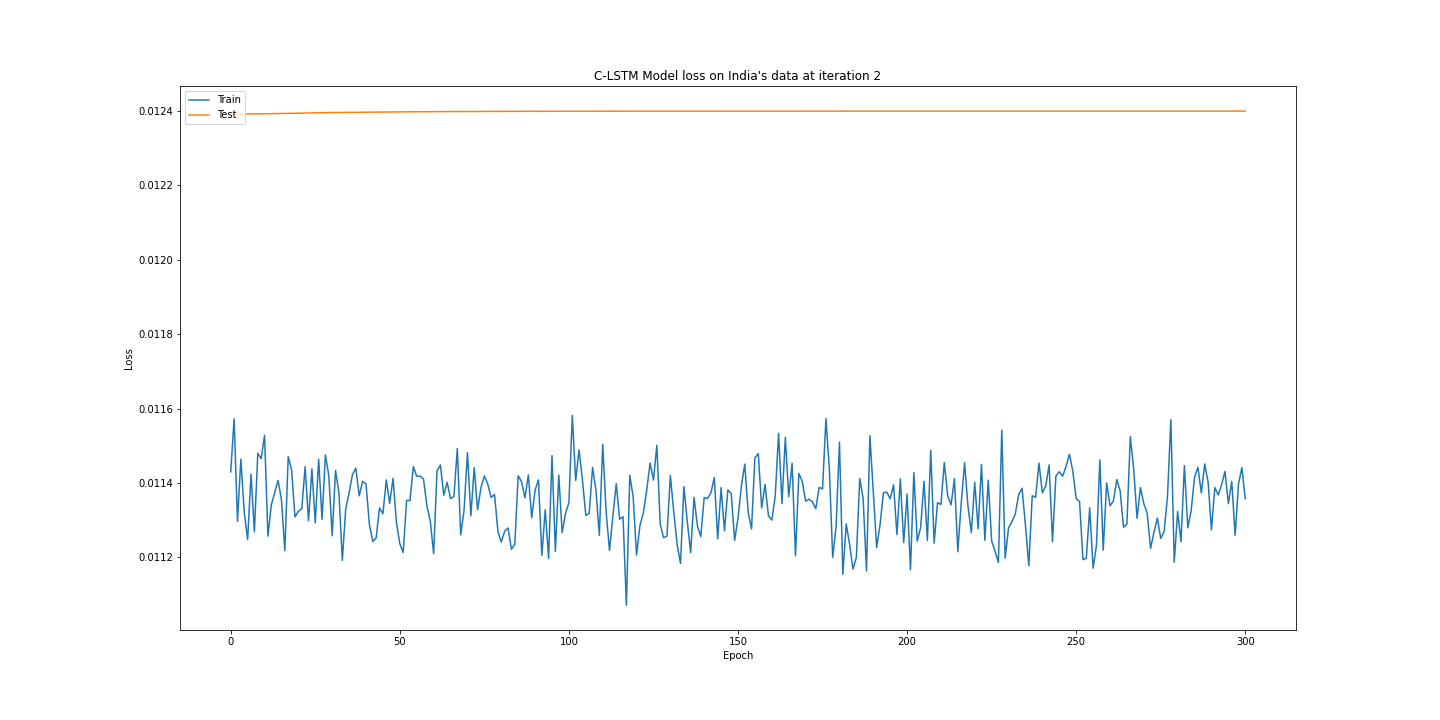 C-LSTM Model loss on India's data at iteration 2
Train
Test
0.0124
0.0122
0.0120
0.0118
0.0116
0.0114
0.0112
Loss
0 50 100 150 200 250 300
Epoch